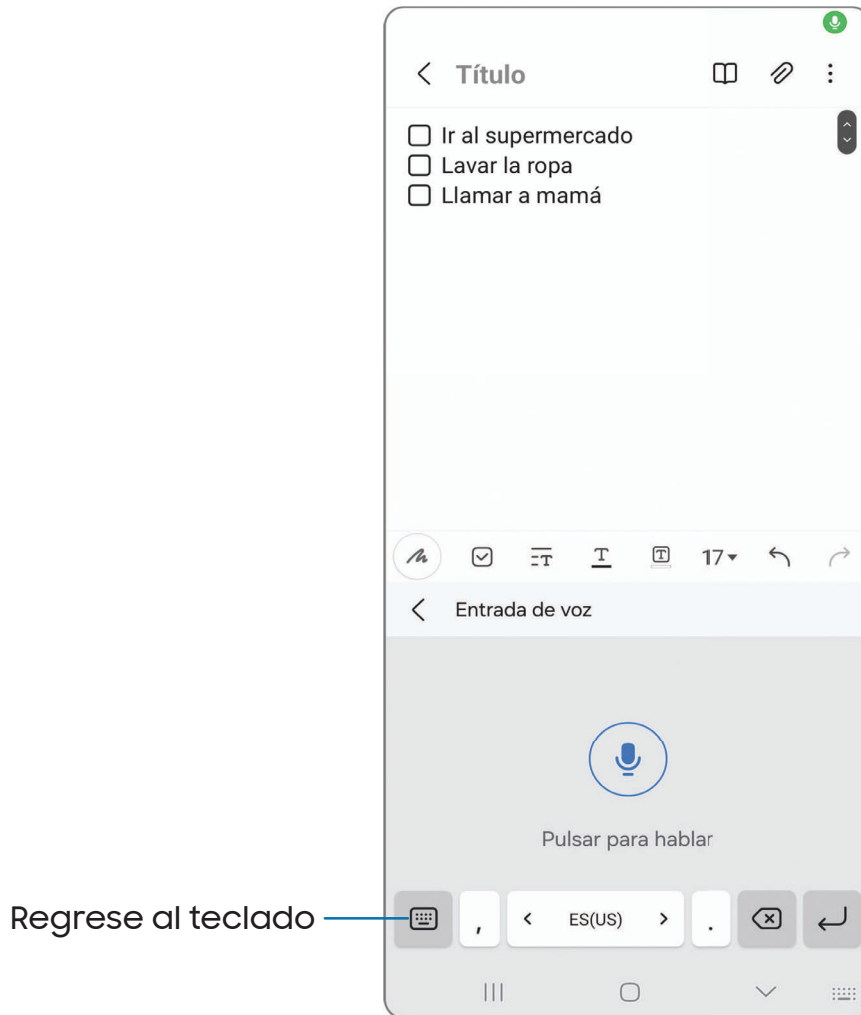 Título
Ir al supermercado
Lavar la ropa
Llamar a mamá
17
Entrada de voz
Pulsar para hablar
Regrese al teclado
, ES(US) .